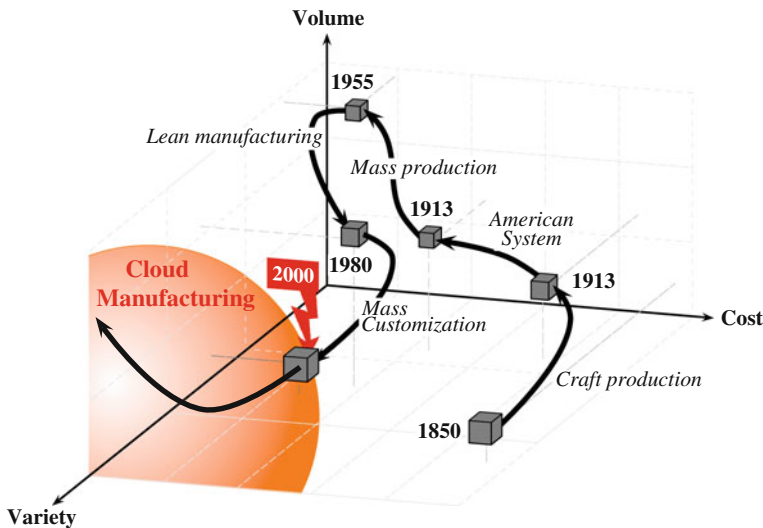 Volume
1955
Lean manufacturing
Mass production
1913
American
System
Cloud
Manufacturing
2000
1980
1913
Mass
Customization
Cost
Craft production
1850
Variety